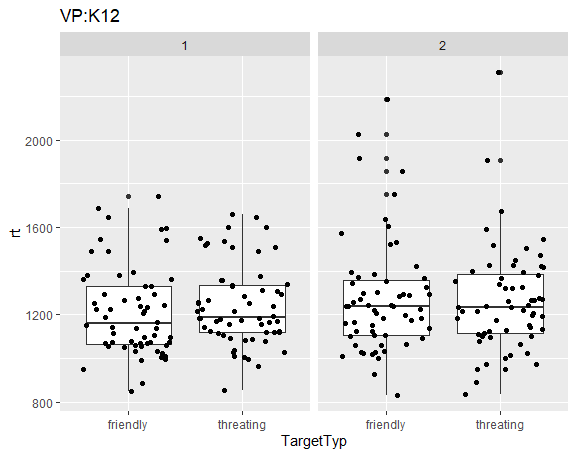 VP:K12
1
2
rt
2000
1600
1200
800
friendly
threating
friendly
threating
TargetTyp